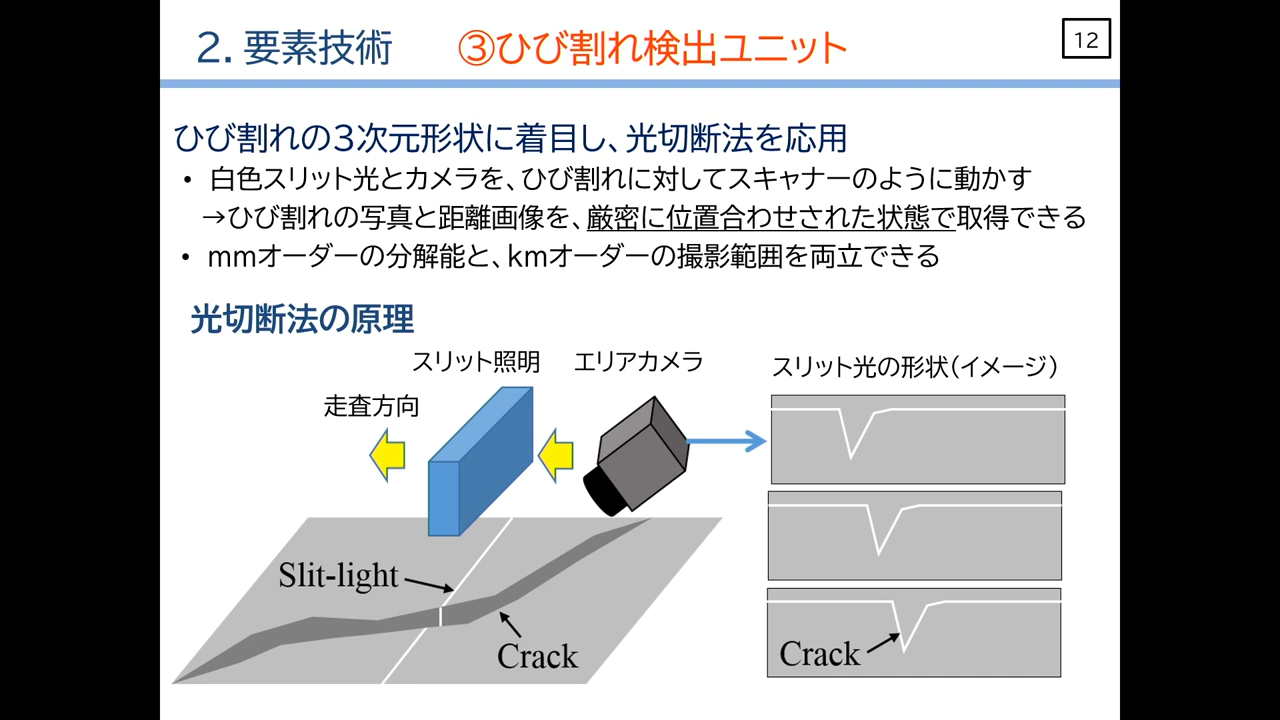 2．要素技術　③ひび割れ検出ユニット
12
ひび割れの3次元形状に着目し、光切断法を応用
• 白色スリット光とカメラを、ひび割れに対してスキャナーのように動かす
→ひび割れの写真と距離画像を、厳密に位置合わせされた状態で取得できる
• mmオーダーの分解能と、kmオーダーの撮影範囲を両立できる
光切断法の原理
スリット照明
エリアカメラ
スリット光の形状（イメージ）
走査方向
Slit-light
Crack
Crack